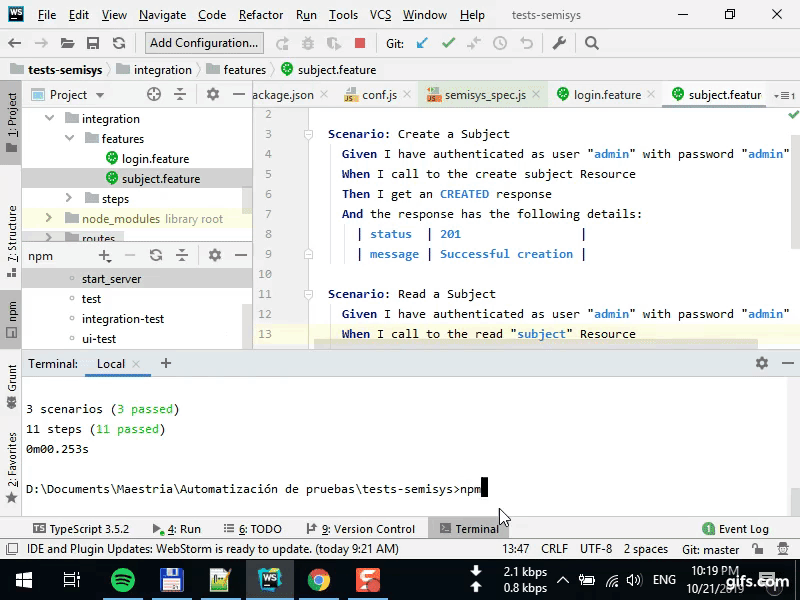 WS File Edit View Navigate Code Refactor Run Tools VCS Window Help tests-semisys
Add Configuration... Git:
tests-semisys integration features subject.feature
1: Project
Project
ackage.json conf.js semisys_spec.js login.feature subject.featur
integration
features
login.feature
subject.feature
steps
node_modules library root
routes
2
3 Scenario: Create a Subject
4 Given I have authenticated as user "admin" with password "admin"
5 When I call to the create subject Resource
6 Then I get an CREATED response
7 And the response has the following details:
8 | status | 201 |
9 | message | Successful creation |
10
11 Scenario: Read a Subject
12 Given I have authenticated as user "admin" with password "admin"
13 When I call to the read "subject" Resource
Z: Structure
npm
npm
start_server
test
integration-test
ui-test
Terminal: Local
Grunt
2: Favorites
3 scenarios (3 passed)
11 steps (11 passed)
0m00.253s
D:\Documents\Maestria\Automatización de pruebas\tests-semisys>npm
TypeScript 3.5.2 4: Run 6: TODO 9: Version Control Terminal 1 Event Log
IDE and Plugin Updates: WebStorm is ready to update. (today 9:21 AM) 13:47 CRLF UTF-8 2 spaces Git: master
2.1 kbps
0.8 kbps
ENG
10:19 PM
10/21/2019
gifs.com